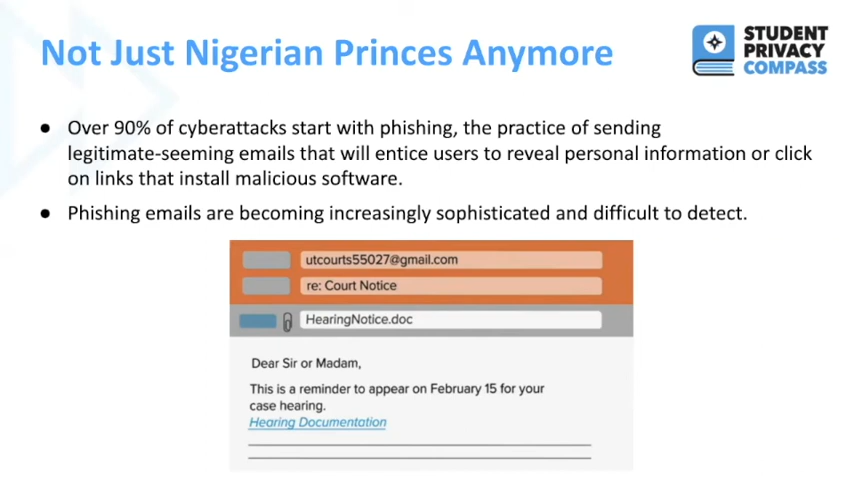 Not Just Nigerian Princes Anymore
STUDENT
PRIVACY
COMPASS
● Over 90% of cyberattacks start with phishing, the practice of sending
legitimate-seeming emails that will entice users to reveal personal information or click
on links that install malicious software.
● Phishing emails are becoming increasingly sophisticated and difficult to detect.
utcourts55027@gmail.com
re: Court Notice
HearingNotice.doc
Dear Sir or Madam,
This is a reminder to appear on February 15 for your
case hearing.
Hearing Documentation